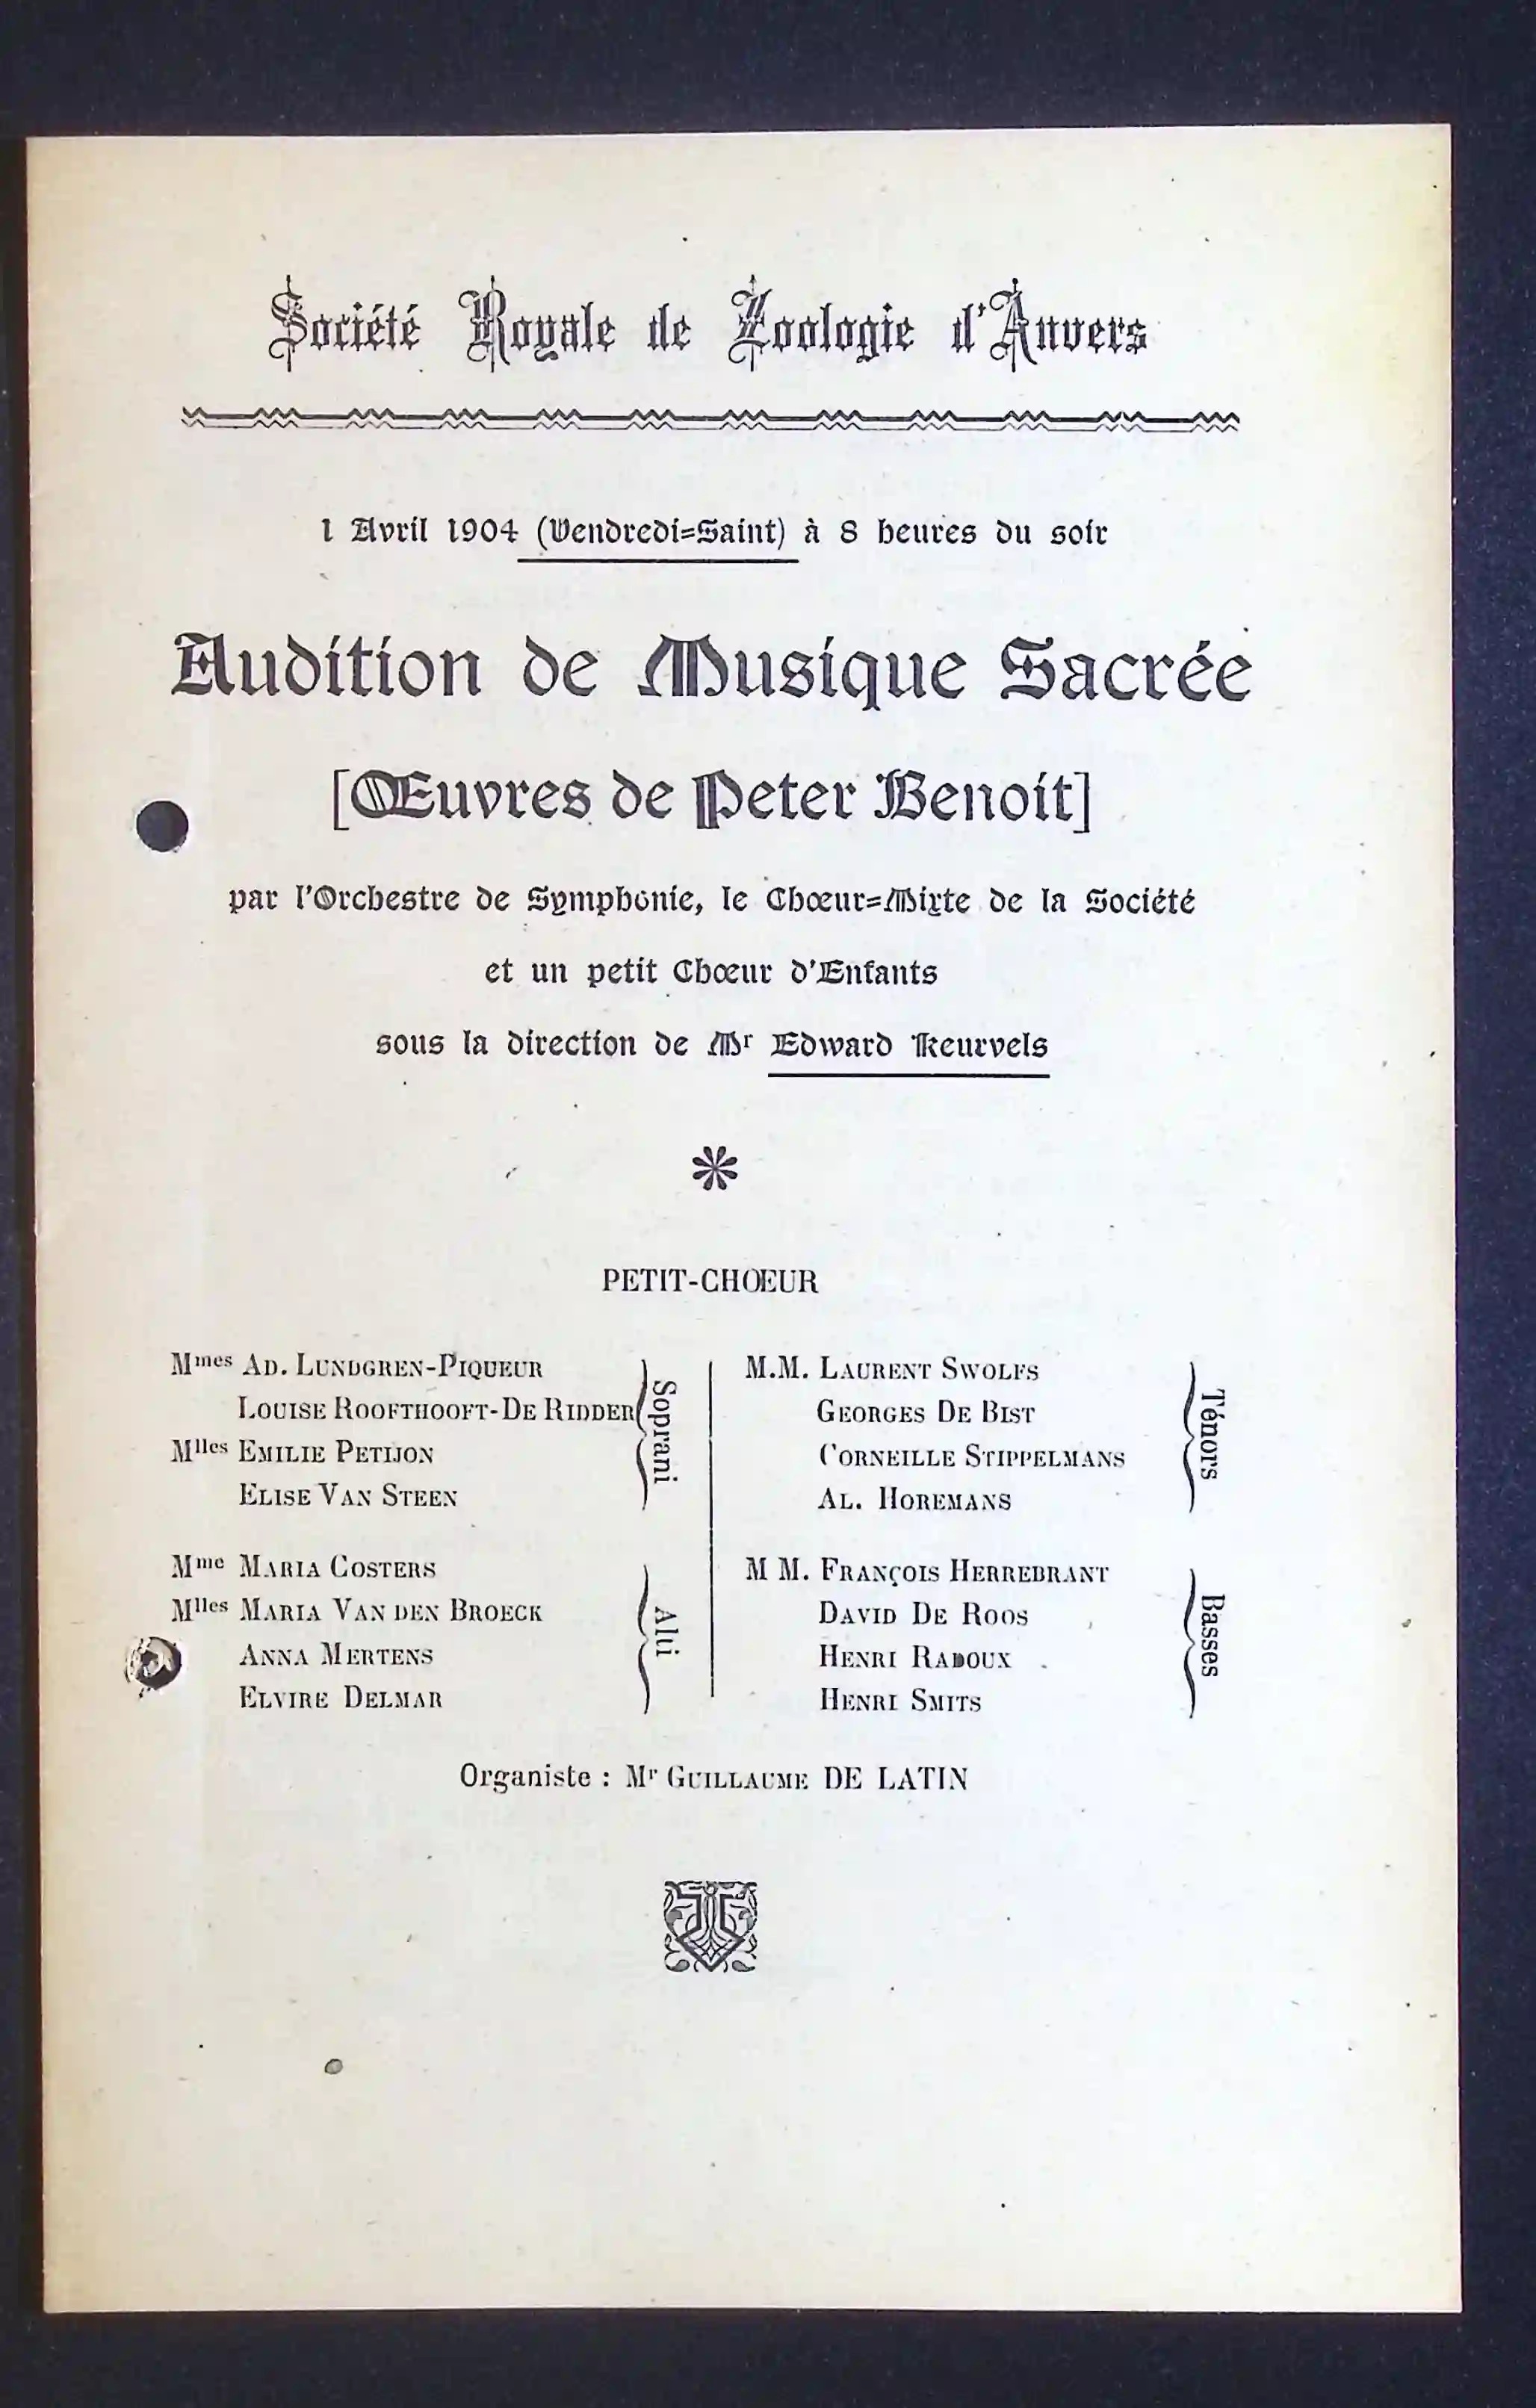 Société Royale de Zoologie d'Anvers
1 Avril 1904 (Vendredi=Saint) à 8 heures du soir
Audition de Musique Sacrée
[Œuvres de Peter Benoit]
par l'Orchestre de Symphonie, le Chœur=Mixte de la Société
et un petit Chœur d'Enfants
sous la direction de Mr Edward Keurvels
PETIT-CHŒUR
Mmes AD. LUNDGREN-PIQUEUR
LOUISE ROOFTHOOFT-DE RIDDER
Mlles EMILIE PETIJON
ELISE VAN STEEN
Soprani
Mme MARIA COSTERS
Mlles MARIA VAN DEN BROECK
ANNA MERTENS
ELVIRE DELMAR
Alti
M.M. LAURENT SWOLFS
GEORGES DE BIST
CORNEILLE STIPPELMANS
AL. HOREMANS
Ténors
M M. FRANÇOIS HERREBRANT
DAVID DE ROOS
HENRI RADOUX
HENRI SMITS
Basses
Organiste : Mr GUILLAUME DE LATIN